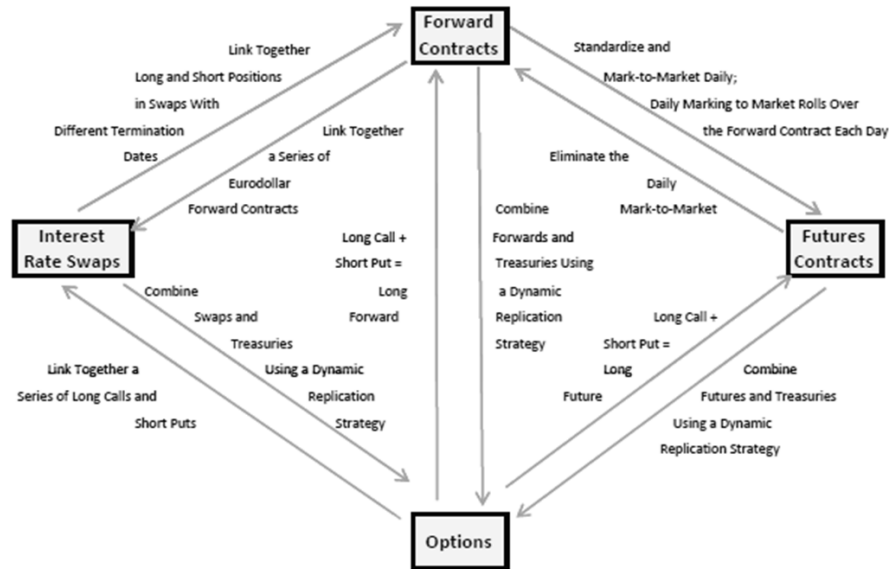 Forward
Contracts
Link Together
Long and Short Positions
in Swaps With
Different Termination
Dates
Link Together
a Series of
Eurodollar
Forward Contracts
Standardize and
Mark-to-Market Daily;
Daily Marking to Market Rolls Over
the Forward Contract Each Day
Eliminate the
Daily
Mark-to-Market
Interest
Rate Swaps
Long Call +
Short Put =
Long
Forward
Combine
Forwards and
Treasuries Using
a Dynamic
Replication
Strategy
Futures
Contracts
Combine
Swaps and
Treasuries
Using a Dynamic
Replication
Strategy
Long Call +
Short Put =
Long
Future
Link Together a
Series of Long Calls and
Short Puts
Combine
Futures and Treasuries
Using a Dynamic
Replication Strategy
Options